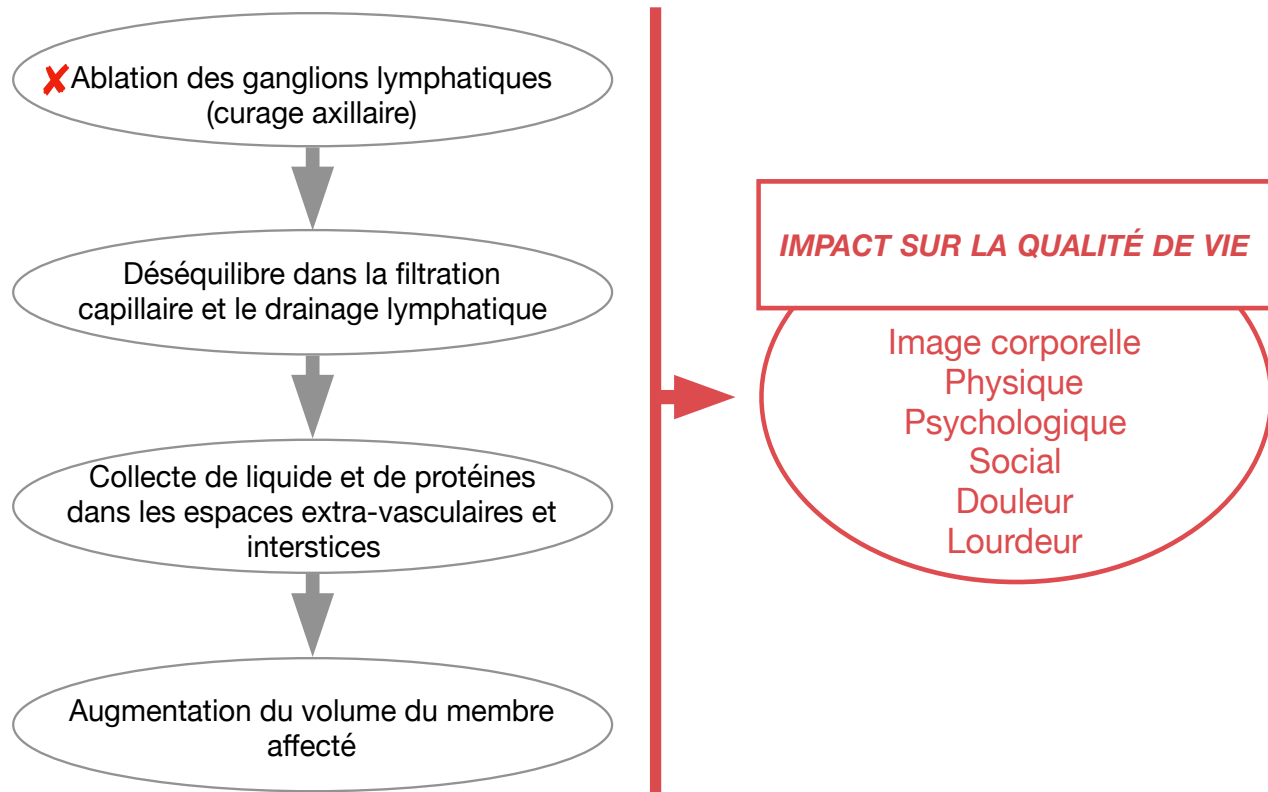 ✘Ablation des ganglions lymphatiques
(curage axillaire)
Déséquilibre dans la filtration
capillaire et le drainage lymphatique
Collecte de liquide et de protéines
dans les espaces extra-vasculaires et
interstices
Augmentation du volume du membre
affecté
IMPACT SUR LA QUALITÉ DE VIE
Image corporelle
Physique
Psychologique
Social
Douleur
Lourdeur